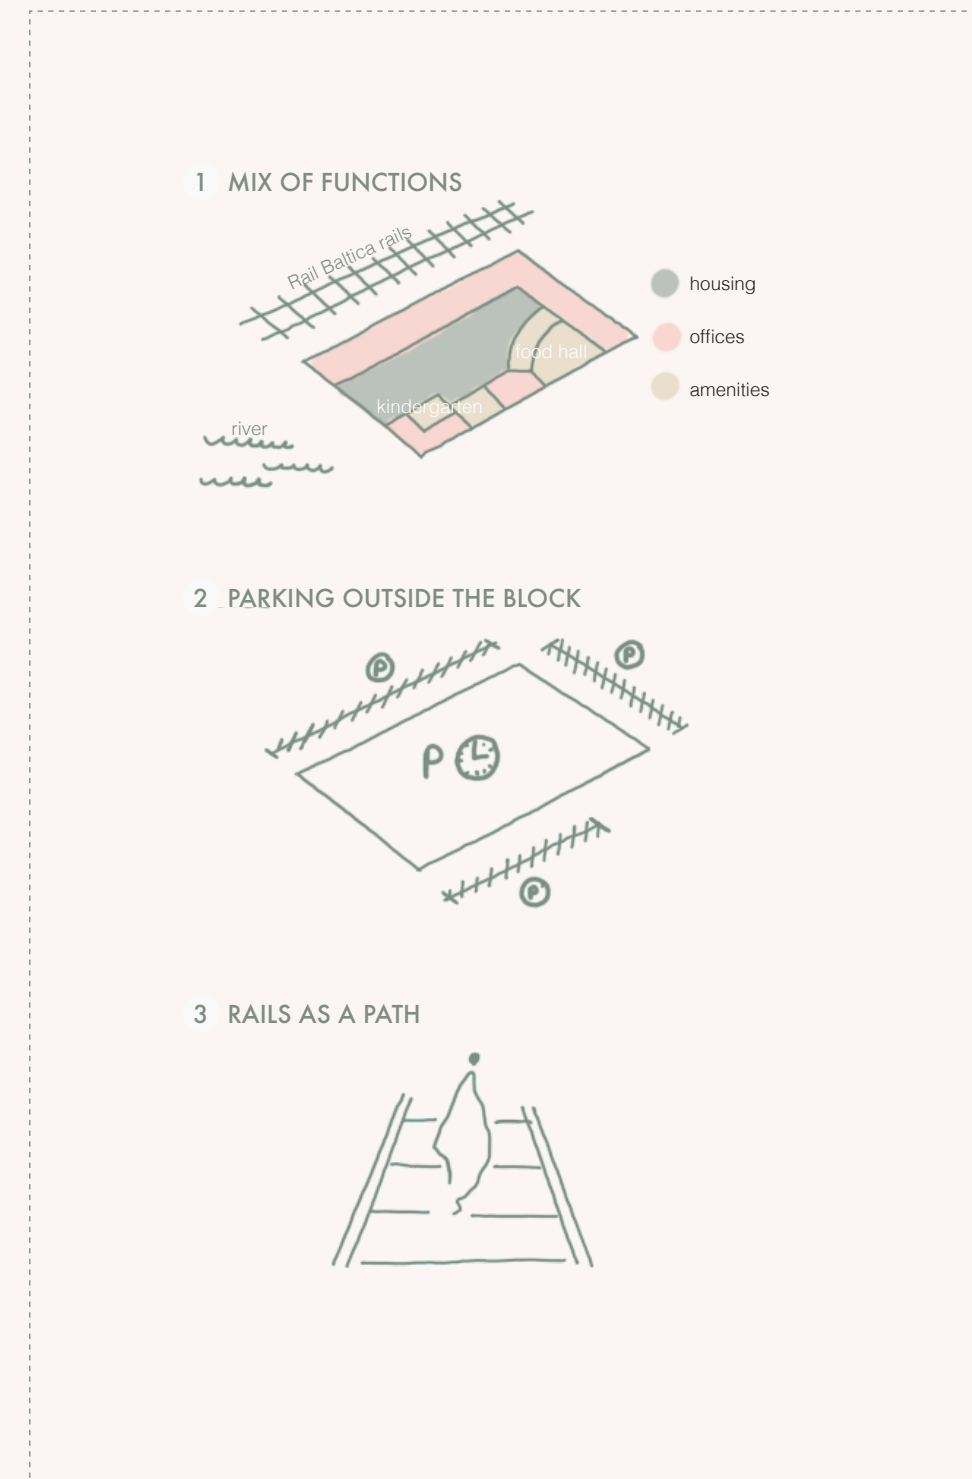 1 MIX OF FUNCTIONS
Rail Baltica rails
housing
offices
food hall
amenities
kindergarten
river
2 PARKING OUTSIDE THE BLOCK
P
P
P
P
3 RAILS AS A PATH